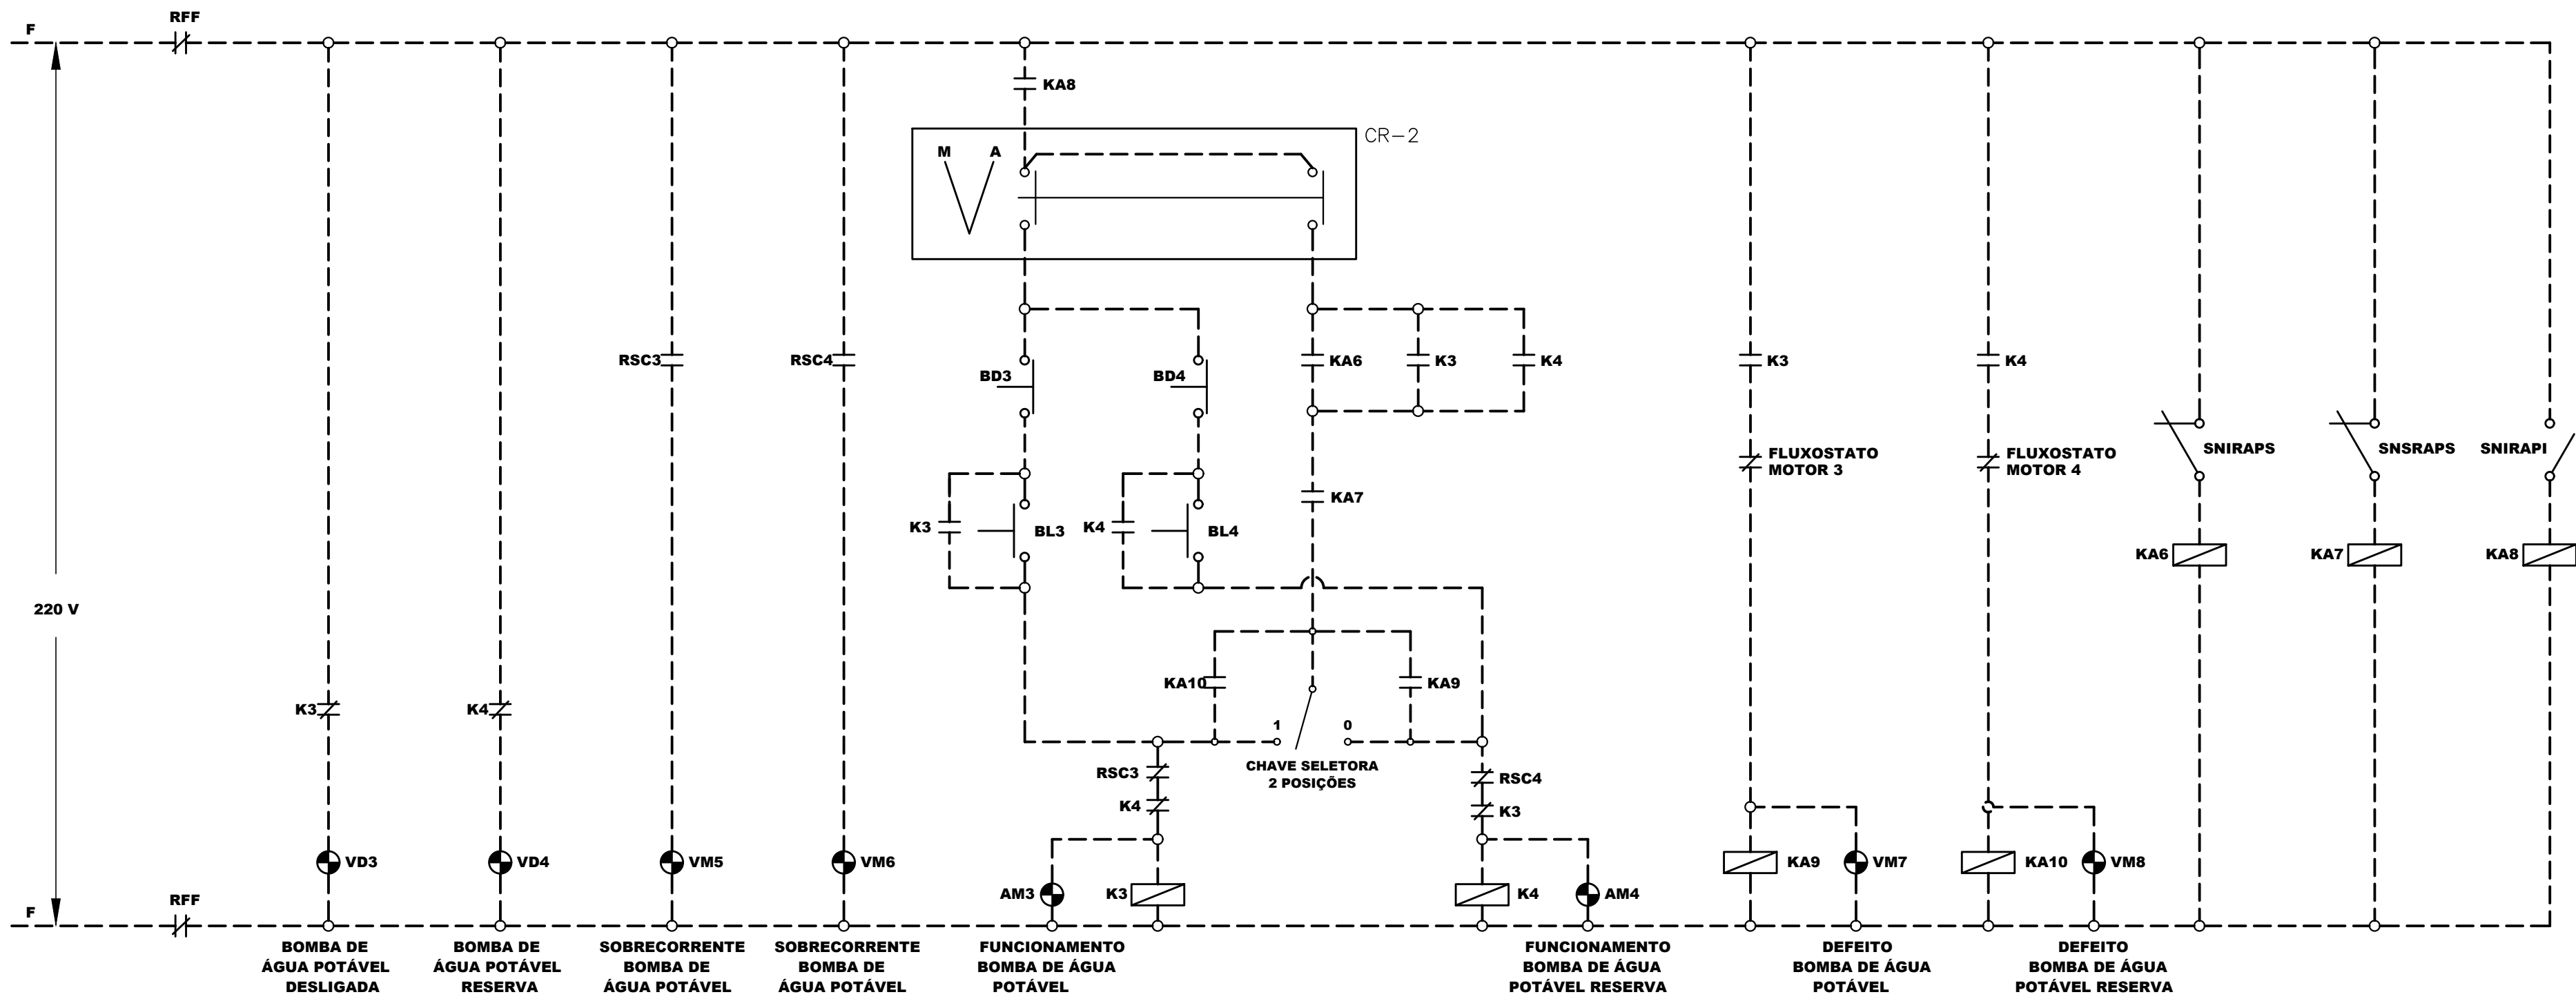 RFF
F
KA8
CR-2
M A
RSC3
RSC4
BD3
BD4
KA6
K3
K4
K3
K4
FLUXOSTATO
MOTOR 3
FLUXOSTATO
MOTOR 4
SNIRAPS
SNSRAPS
SNIRAPI
KA7
K3
BL3
K4
BL4
KA6
KA7
KA8
220 V
KA10
KA9
K3
K4
1
0
CHAVE SELETORA
2 POSIÇÕES
RSC3
K4
RSC4
K3
VD3
VD4
VM5
VM6
KA9
VM7
KA10
VM8
AM3
K3
K4
AM4
RFF
F
BOMBA DE
ÁGUA POTÁVEL
DESLIGADA
BOMBA DE
ÁGUA POTÁVEL
RESERVA
SOBRECORRENTE
BOMBA DE
ÁGUA POTÁVEL
SOBRECORRENTE
BOMBA DE
ÁGUA POTÁVEL
FUNCIONAMENTO
BOMBA DE ÁGUA
POTÁVEL
FUNCIONAMENTO
BOMBA DE ÁGUA
POTÁVEL RESERVA
DEFEITO
BOMBA DE ÁGUA
POTÁVEL
DEFEITO
BOMBA DE ÁGUA
POTÁVEL RESERVA